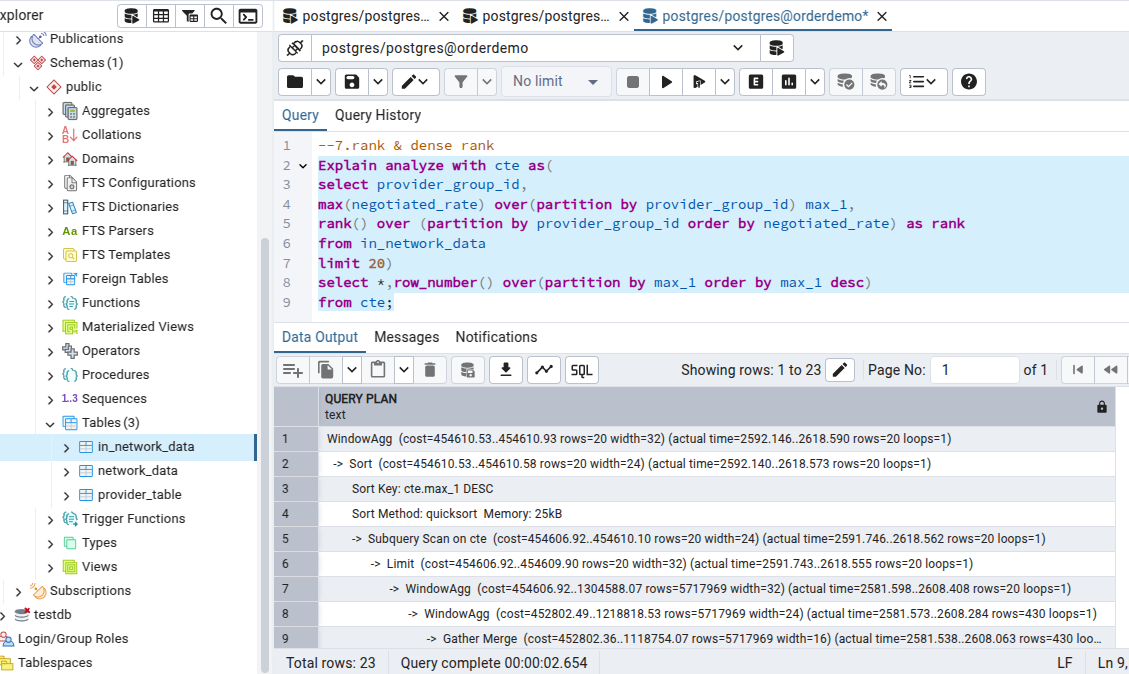 xplorer
postgres/postgres...
postgres/postgres...
postgres/postgres@orderdemo*
Publications
Schemas (1)
public
Aggregates
Collations
Domains
FTS Configurations
FTS Dictionaries
Aa FTS Parsers
FTS Templates
Foreign Tables
Functions
Materialized Views
Operators
Procedures
1..3 Sequences
Tables (3)
in_network_data
network_data
provider_table
Trigger Functions
Types
Views
Subscriptions
testdb
Login/Group Roles
Tablespaces
postgres/postgres@orderdemo
No limit
E
Query
Query History
1 --7.rank & dense rank
2 Explain analyze with cte as(
3 select provider_group_id,
4 max(negotiated_rate) over(partition by provider_group_id) max_1,
5 rank() over (partition by provider_group_id order by negotiated_rate) as rank
6 from in_network_data
7 limit 20)
8 select *,row_number() over(partition by max_1 order by max_1 desc)
9 from cte;
Data Output
Messages
Notifications
SQL
Showing rows: 1 to 23
Page No:
1
of 1
QUERY PLAN
text
1 WindowAgg (cost=454610.53..454610.93 rows=20 width=32) (actual time=2592.146..2618.590 rows=20 loops=1)
2 -> Sort (cost=454610.53..454610.58 rows=20 width=24) (actual time=2592.140..2618.573 rows=20 loops=1)
3 Sort Key: cte.max_1 DESC
4 Sort Method: quicksort Memory: 25kB
5 -> Subquery Scan on cte (cost=454606.92..454610.10 rows=20 width=24) (actual time=2591.746..2618.562 rows=20 loops=1)
6 -> Limit (cost=454606.92..454609.90 rows=20 width=32) (actual time=2591.743..2618.555 rows=20 loops=1)
7 -> WindowAgg (cost=454606.92..1304588.07 rows=5717969 width=32) (actual time=2581.598..2608.408 rows=20 loops=1)
8 -> WindowAgg (cost=452802.49..1218818.53 rows=5717969 width=24) (actual time=2581.573..2608.284 rows=430 loops=1)
9 -> Gather Merge (cost=452802.36..1118754.07 rows=5717969 width=16) (actual time=2581.538..2608.063 rows=430 loo...
Total rows: 23
Query complete 00:00:02.654
LF
Ln 9,